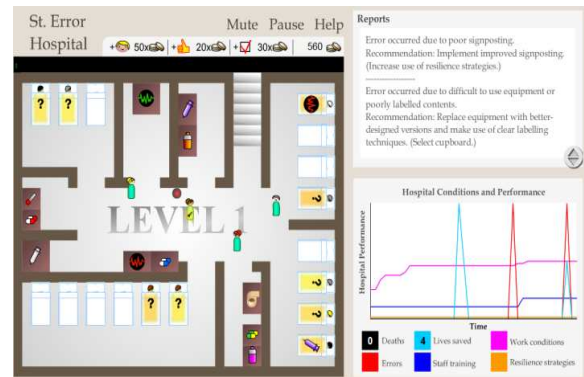 St. Error
Hospital
Mute Pause Help
+ 50x + 20x + 30x 560
LEVEL 1
? ?
?
? ? ?
?
Reports
Error occurred due to poor signposting.
Recommendation: Implement improved signposting.
(Increase use of resilience strategies.)
--------------------
Error occurred due to difficult to use equipment or
poorly labelled contents.
Recommendation: Replace equipment with better-
designed versions and make use of clear labelling
techniques. (Select cupboard.)
Hospital Conditions and Performance
Hospital Performance
Time
0 Deaths 4 Lives saved Work conditions
Errors Staff training Resilience strategies